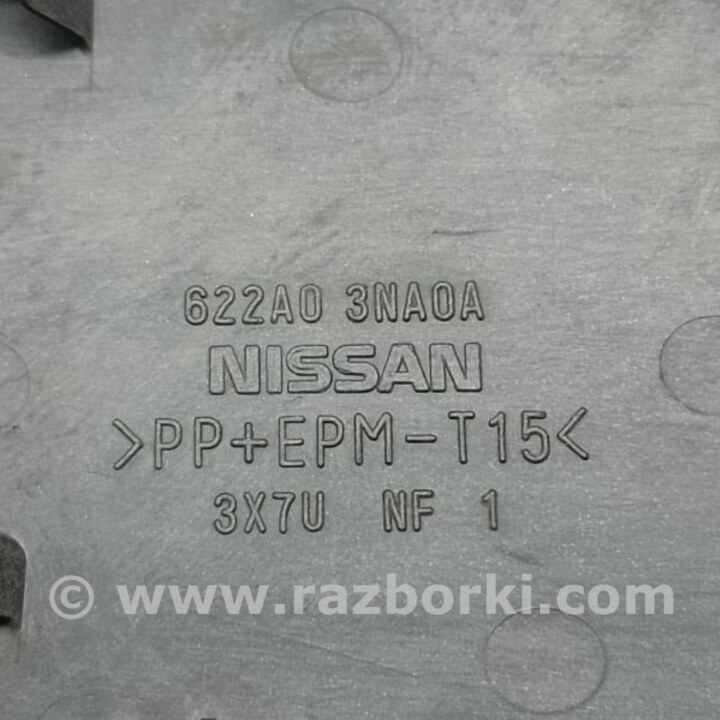 622A0 3NA0A
NISSAN
>PP+EPM-T15<
3X7U NF 1
© www.razborki.com